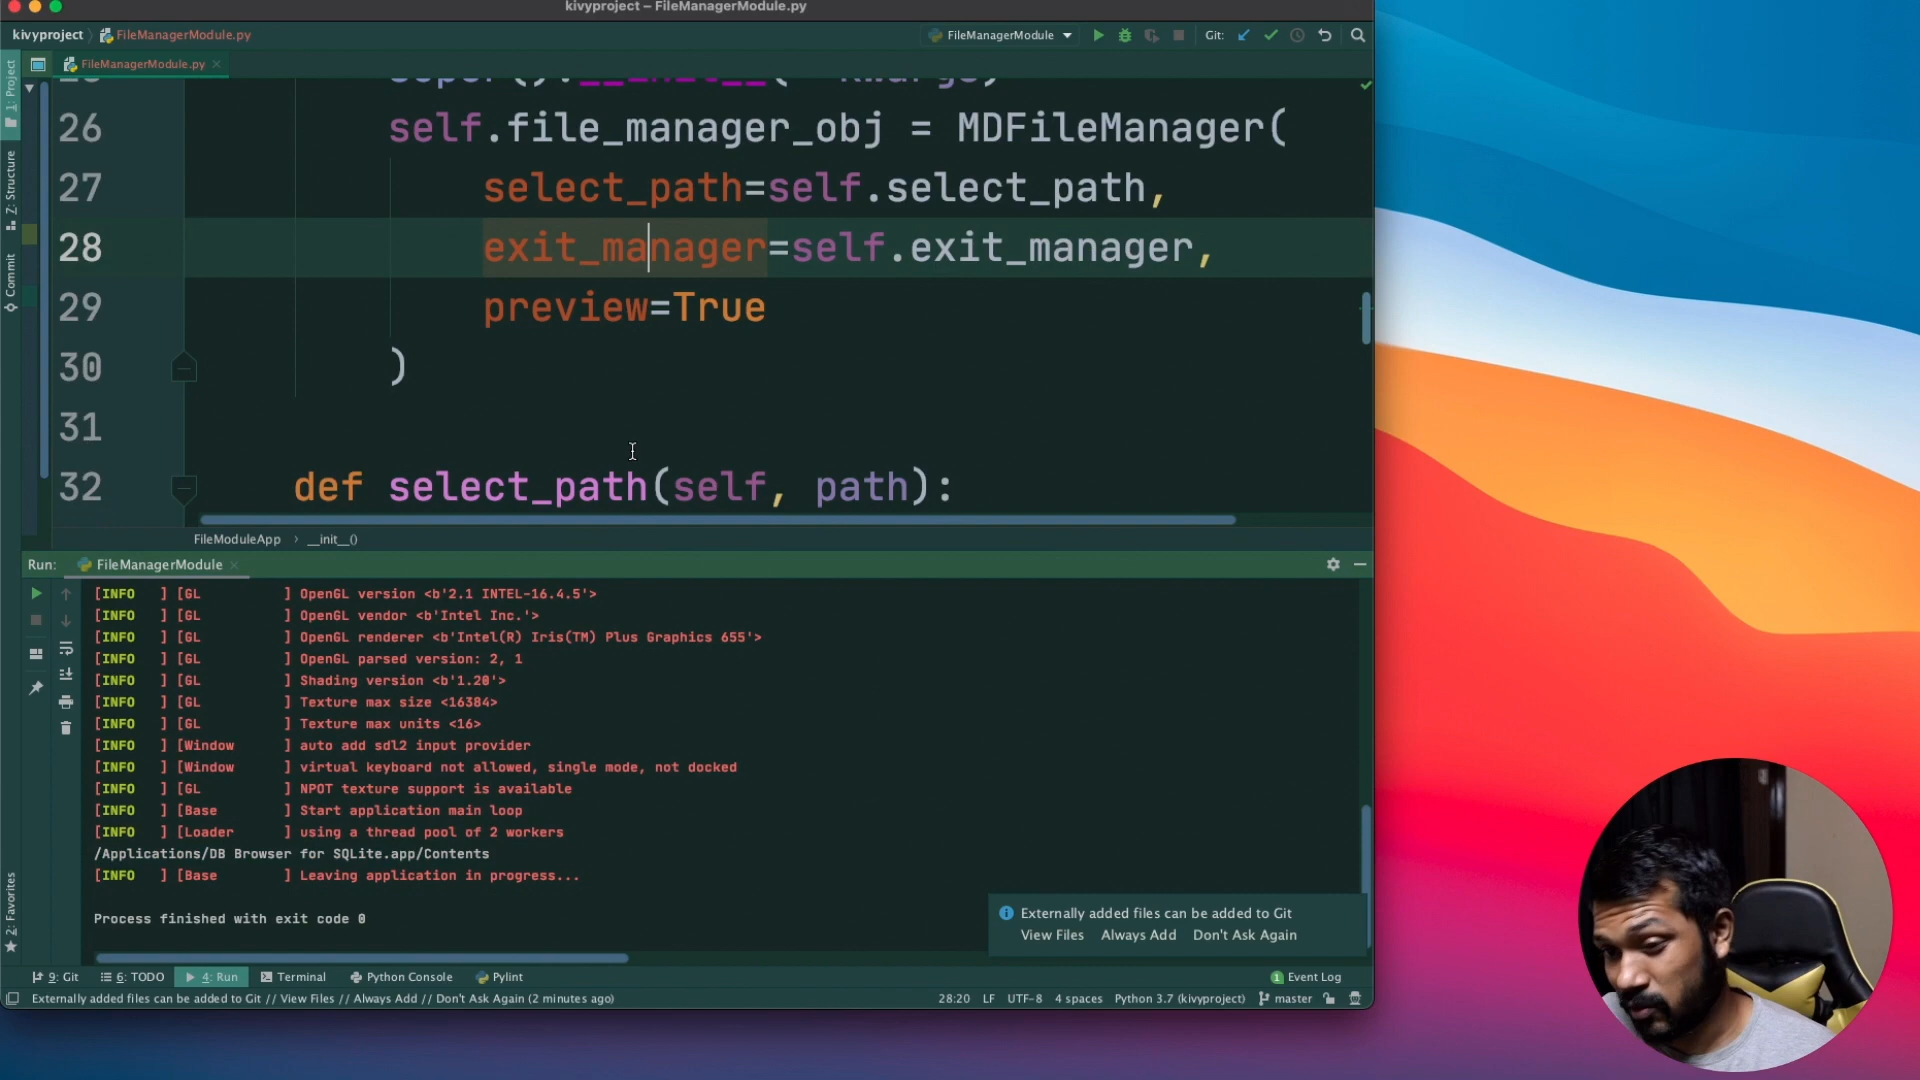 kivyproject – FileManagerModule.py
kivyproject
FileManagerModule.py
FileManagerModule
Git:
FileManagerModule.py
1: Project
Z: Structure
Commit
2: Favorites
26 self.file_manager_obj = MDFileManager(
27 select_path=self.select_path,
28 exit_manager=self.exit_manager,
29 preview=True
30 )
31
32 def select_path(self, path):
FileModuleApp › __init__()
Run: FileManagerModule
[INFO ] [GL ] OpenGL version <b'2.1 INTEL-16.4.5'>
[INFO ] [GL ] OpenGL vendor <b'Intel Inc.'>
[INFO ] [GL ] OpenGL renderer <b'Intel(R) Iris(TM) Plus Graphics 655'>
[INFO ] [GL ] OpenGL parsed version: 2, 1
[INFO ] [GL ] Shading version <b'1.20'>
[INFO ] [GL ] Texture max size <16384>
[INFO ] [GL ] Texture max units <16>
[INFO ] [Window ] auto add sdl2 input provider
[INFO ] [Window ] virtual keyboard not allowed, single mode, not docked
[INFO ] [GL ] NPOT texture support is available
[INFO ] [Base ] Start application main loop
[INFO ] [Loader ] using a thread pool of 2 workers
/Applications/DB Browser for SQLite.app/Contents
[INFO ] [Base ] Leaving application in progress...
Process finished with exit code 0
Externally added files can be added to Git
View Files Always Add Don't Ask Again
9: Git 6: TODO 4: Run Terminal Python Console Pylint 1 Event Log
Externally added files can be added to Git // View Files // Always Add // Don't Ask Again (2 minutes ago) 28:20 LF UTF-8 4 spaces Python 3.7 (kivyproject) master